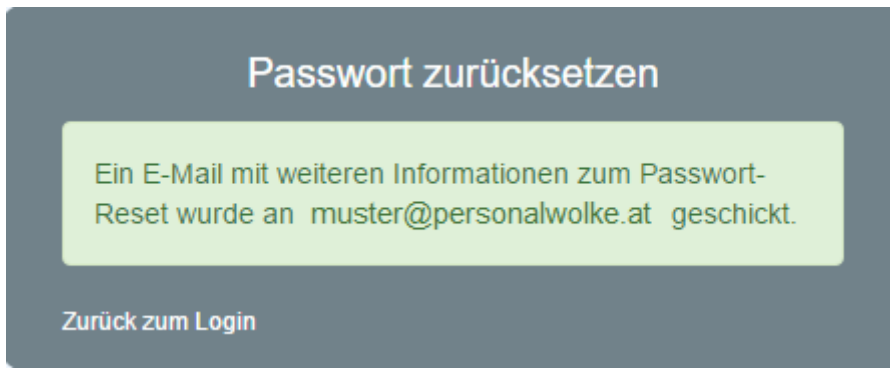 Passwort zurücksetzen
Ein E-Mail mit weiteren Informationen zum Passwort-
Reset wurde an muster@personalwolke.at geschickt.
Zurück zum Login